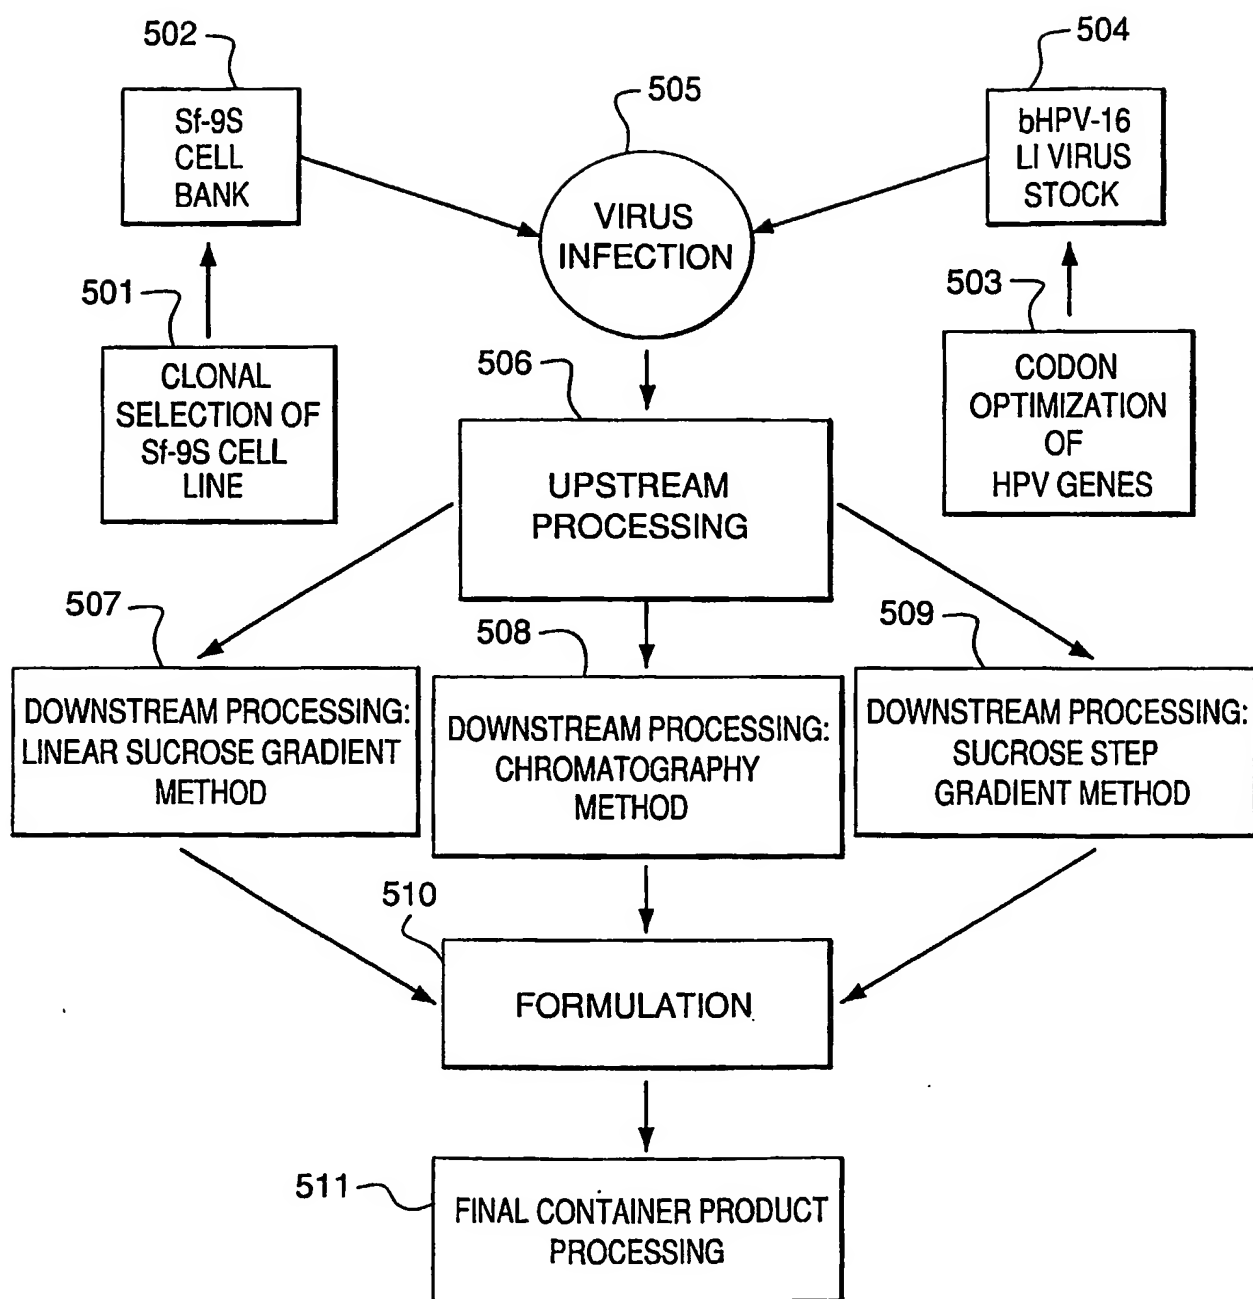 502
504
505
Sf-9S
CELL
BANK
bHPV-16
LI VIRUS
STOCK
VIRUS
INFECTION
501
503
CLONAL
SELECTION OF
Sf-9S CELL
LINE
CODON
OPTIMIZATION
OF
HPV GENES
506
UPSTREAM
PROCESSING
507
508
509
DOWNSTREAM PROCESSING:
LINEAR SUCROSE GRADIENT
METHOD
DOWNSTREAM PROCESSING:
CHROMATOGRAPHY
METHOD
DOWNSTREAM PROCESSING:
SUCROSE STEP
GRADIENT METHOD
510
FORMULATION
511
FINAL CONTAINER PRODUCT
PROCESSING